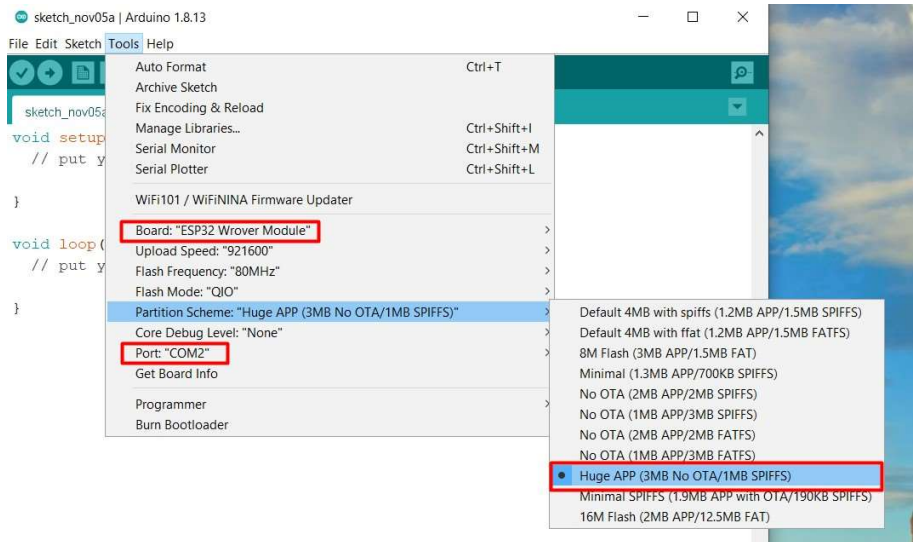 sketch_nov05a | Arduino 1.8.13
File Edit Sketch Tools Help
sketch_nov05a
void setup
// put y
}
void loop(
// put y
}
Auto Format Ctrl+T
Archive Sketch
Fix Encoding & Reload
Manage Libraries... Ctrl+Shift+I
Serial Monitor Ctrl+Shift+M
Serial Plotter Ctrl+Shift+L
WiFi101 / WiFiNINA Firmware Updater
Board: "ESP32 Wrover Module"
Upload Speed: "921600"
Flash Frequency: "80MHz"
Flash Mode: "QIO"
Partition Scheme: "Huge APP (3MB No OTA/1MB SPIFFS)"
Core Debug Level: "None"
Port: "COM2"
Get Board Info
Programmer
Burn Bootloader
Default 4MB with spiffs (1.2MB APP/1.5MB SPIFFS)
Default 4MB with ffat (1.2MB APP/1.5MB FATFS)
8M Flash (3MB APP/1.5MB FAT)
Minimal (1.3MB APP/700KB SPIFFS)
No OTA (2MB APP/2MB SPIFFS)
No OTA (1MB APP/3MB SPIFFS)
No OTA (2MB APP/2MB FATFS)
No OTA (1MB APP/3MB FATFS)
Huge APP (3MB No OTA/1MB SPIFFS)
Minimal SPIFFS (1.9MB APP with OTA/190KB SPIFFS)
16M Flash (2MB APP/12.5MB FAT)